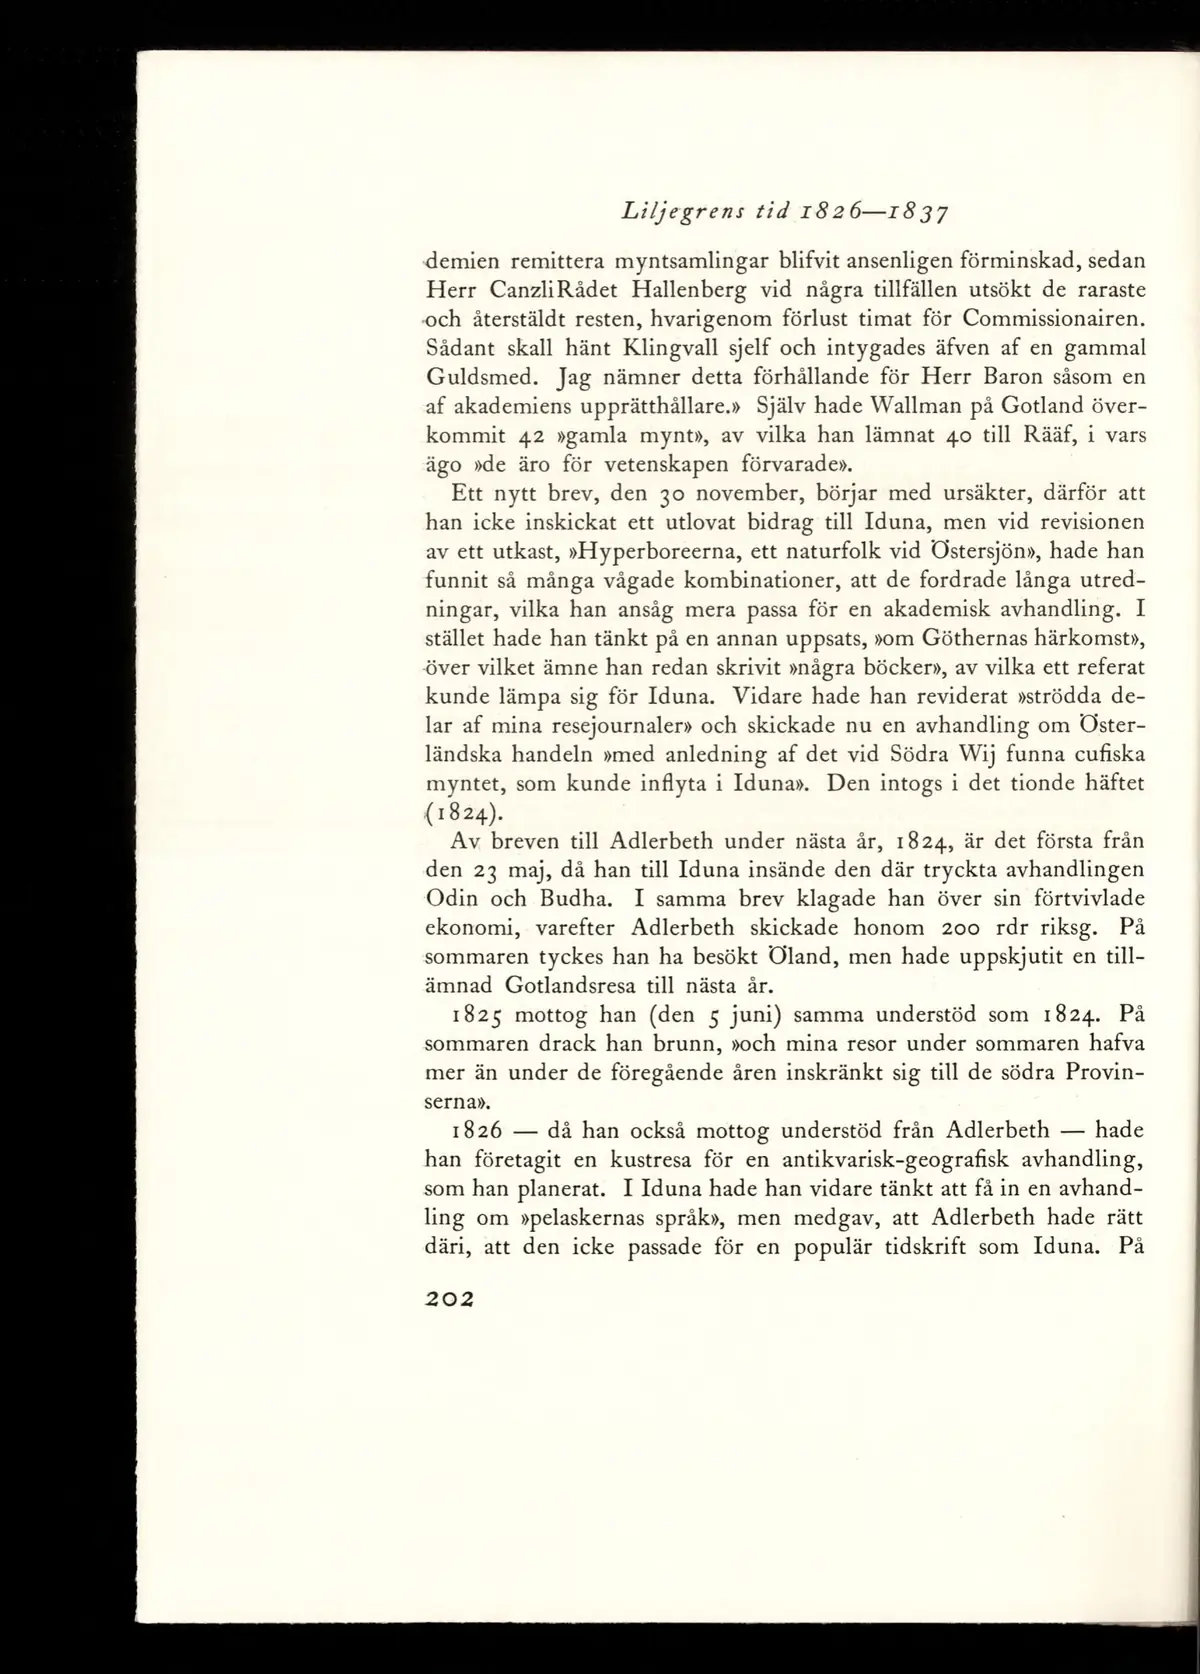 Liljegrens tid 1826—1837
demien remittera myntsamlingar blifvit ansenligen förminskad, sedan
Herr CanzliRådet Hallenberg vid några tillfällen utsökt de raraste
och återstäldt resten, hvarigenom förlust timat för Commissionairen.
Sådant skall hänt Klingvall sjelf och intygades äfven af en gammal
Guldsmed. Jag nämner detta förhållande för Herr Baron såsom en
af akademiens upprätthållare.» Själv hade Wallman på Gotland över-
kommit 42 »gamla mynt», av vilka han lämnat 40 till Rääf, i vars
ägo »de äro för vetenskapen förvarade».
Ett nytt brev, den 30 november, börjar med ursäkter, därför att
han icke inskickat ett utlovat bidrag till Iduna, men vid revisionen
av ett utkast, »Hyperboreerna, ett naturfolk vid Östersjön», hade han
funnit så många vågade kombinationer, att de fordrade långa utred-
ningar, vilka han ansåg mera passa för en akademisk avhandling. I
stället hade han tänkt på en annan uppsats, »om Göthernas härkomst»,
över vilket ämne han redan skrivit »några böcker», av vilka ett referat
kunde lämpa sig för Iduna. Vidare hade han reviderat »strödda de-
lar af mina resejournaler» och skickade nu en avhandling om Öster-
ländska handeln »med anledning af det vid Södra Wij funna cufiska
myntet, som kunde inflyta i Iduna». Den intogs i det tionde häftet
(1824).
Av breven till Adlerbeth under nästa år, 1824, är det första från
den 23 maj, då han till Iduna insände den där tryckta avhandlingen
Odin och Budha. I samma brev klagade han över sin förtvivlade
ekonomi, varefter Adlerbeth skickade honom 200 rdr riksg. På
sommaren tyckes han ha besökt Öland, men hade uppskjutit en till-
ämnad Gotlandsresa till nästa år.
1825 mottog han (den 5 juni) samma understöd som 1824. På
sommaren drack han brunn, »och mina resor under sommaren hafva
mer än under de föregående åren inskränkt sig till de södra Provin-
serna».
1826 — då han också mottog understöd från Adlerbeth — hade
han företagit en kustresa för en antikvarisk-geografisk avhandling,
som han planerat. I Iduna hade han vidare tänkt att få in en avhand-
ling om »pelaskernas språk», men medgav, att Adlerbeth hade rätt
däri, att den icke passade för en populär tidskrift som Iduna. På
202